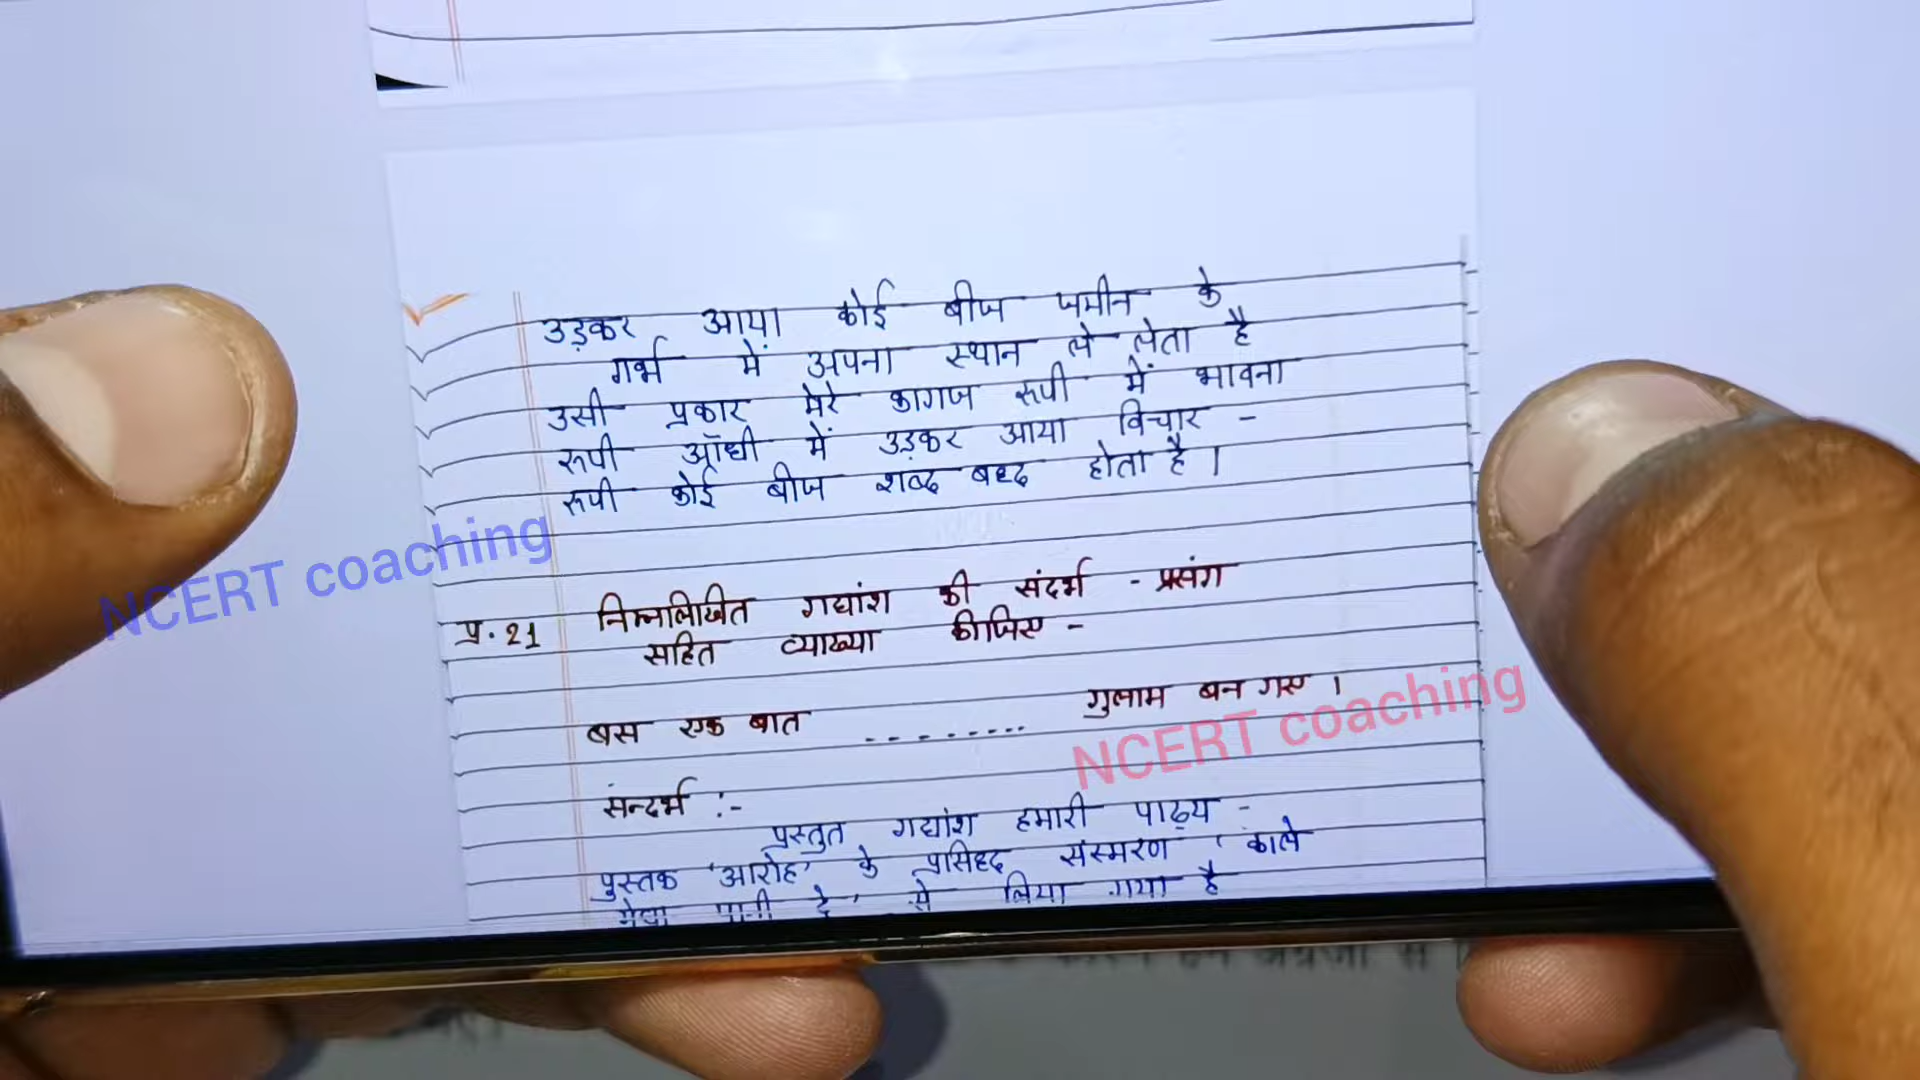 उड़कर आया कोई बीज जमीन के
गर्भ में अपना स्थान ले लेता है
उसी प्रकार मेरे कागज रूपी में भावना
रूपी आँधी में उड़कर आया विचार -
रूपी कोई बीज शब्द बध्द होता है।
NCERT coaching
प्र. 21 निम्नलिखित गद्यांश की संदर्भ - प्रसंग
सहित व्याख्या कीजिए -
बस एक बात ......... गुलाम बन गए।
NCERT coaching
सन्दर्भ :-
प्रस्तुत गद्यांश हमारी पाठ्य -
पुस्तक 'आरोह' के प्रसिध्द संस्मरण 'काले
मेघा पानी दे' से लिया गया है